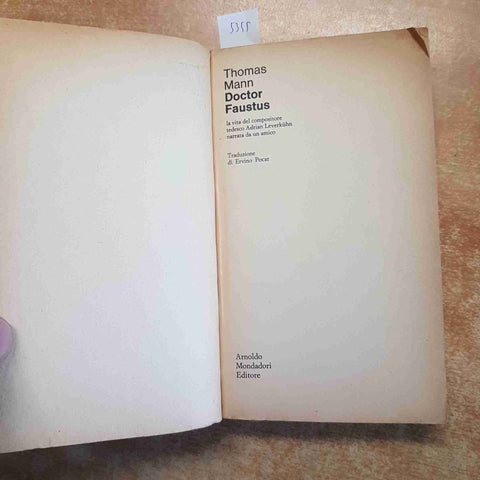 5355
Thomas
Mann
Doctor
Faustus
la vita del compositore
tedesco Adrian Leverkühn
narrata da un amico
Traduzione
di Ervino Pocar
Arnoldo
Mondadori
Editore